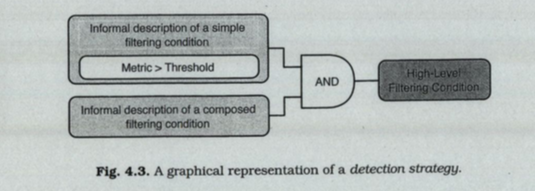 Informal description of a simple
filtering condition
Metric > Threshold
AND
High-Level
Filtering Condition
Informal description of a composed
filtering condition
Fig. 4.3. A graphical representation of a detection strategy.